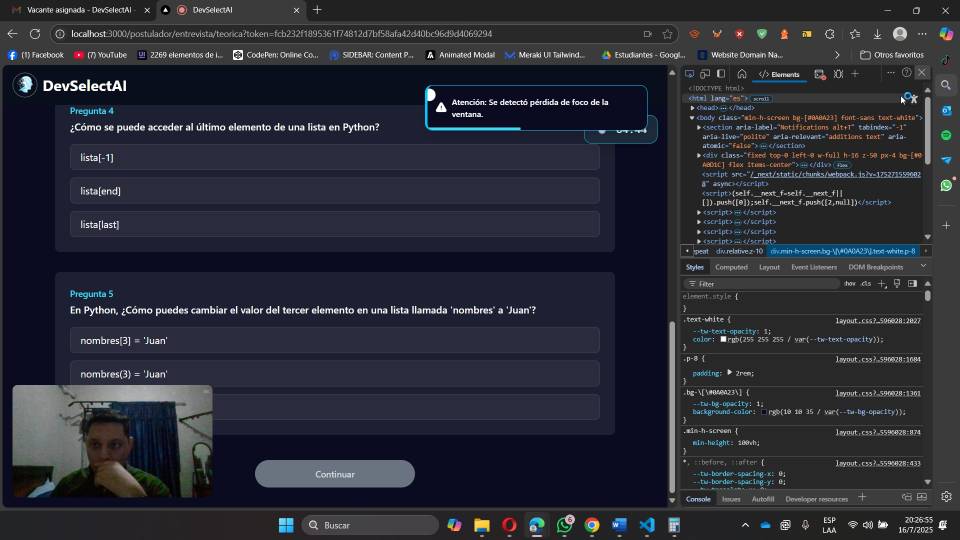 Vacante asignada - DevSelectAI -
DevSelectAI
localhost:3000/postulador/entrevista/teorica?token=fcb232f1895361f74812d7bf58afa42d40bc96d9d4069294
(1) Facebook
(7) YouTube
2269 elementos de i...
CodePen: Online Co...
SIDEBAR: Content P...
Animated Modal
Meraki UI Tailwind...
Estudiantes - Googl...
Website Domain Na...
Otros favoritos
DevSelectAI
Atención: Se detectó pérdida de foco de la
ventana.
Pregunta 4
¿Cómo se puede acceder al último elemento de una lista en Python?
lista[-1]
lista[end]
lista[last]
Pregunta 5
En Python, ¿Cómo puedes cambiar el valor del tercer elemento en una lista llamada 'nombres' a 'Juan'?
nombres[3] = 'Juan'
nombres(3) = 'Juan'
Continuar
Elements
<!DOCTYPE html>
<html lang="es"> scroll
<head> </head>
<body class="min-h-screen bg-[#0A0A23] font-sans text-white">
<section aria-label="Notifications alt+T" tabindex="-1"
aria-live="polite" aria-relevant="additions text" aria-
atomic="false"> </section>
<div class="fixed top-0 left-0 w-full h-16 z-50 px-4 bg-[#0
A0D1C] flex items-center"> </div> flex
<script src="/_next/static/chunks/webpack.js?v=175271559602
8" async></script>
<script>(self.__next_f=self.__next_f||
[]).push([0]);self.__next_f.push([2,null])</script>
<script> </script>
<script> </script>
<script> </script>
<script> </script>
epeat
div.relative.z-10
div.min-h-screen.bg-\[\#0A0A23\].text-white.p-8
Styles
Computed
Layout
Event Listeners
DOM Breakpoints
Filter
:hov .cls
element.style {
}
.text-white {
layout.css?…596028:2027
--tw-text-opacity: 1;
color: rgb(255 255 255 / var(--tw-text-opacity));
}
.p-8 {
layout.css?…596028:1684
padding: 2rem;
}
.bg-\[\#0A0A23\] {
layout.css?…596028:1361
--tw-bg-opacity: 1;
background-color: rgb(10 10 35 / var(--tw-bg-opacity));
}
.min-h-screen {
layout.css?…5596028:874
min-height: 100vh;
}
*, ::before, ::after {
layout.css?…5596028:433
--tw-border-spacing-x: 0;
--tw-border-spacing-y: 0;
Console
Issues
Autofill
Developer resources
Buscar
6
ESP
LAA
20:26:55
16/7/2025